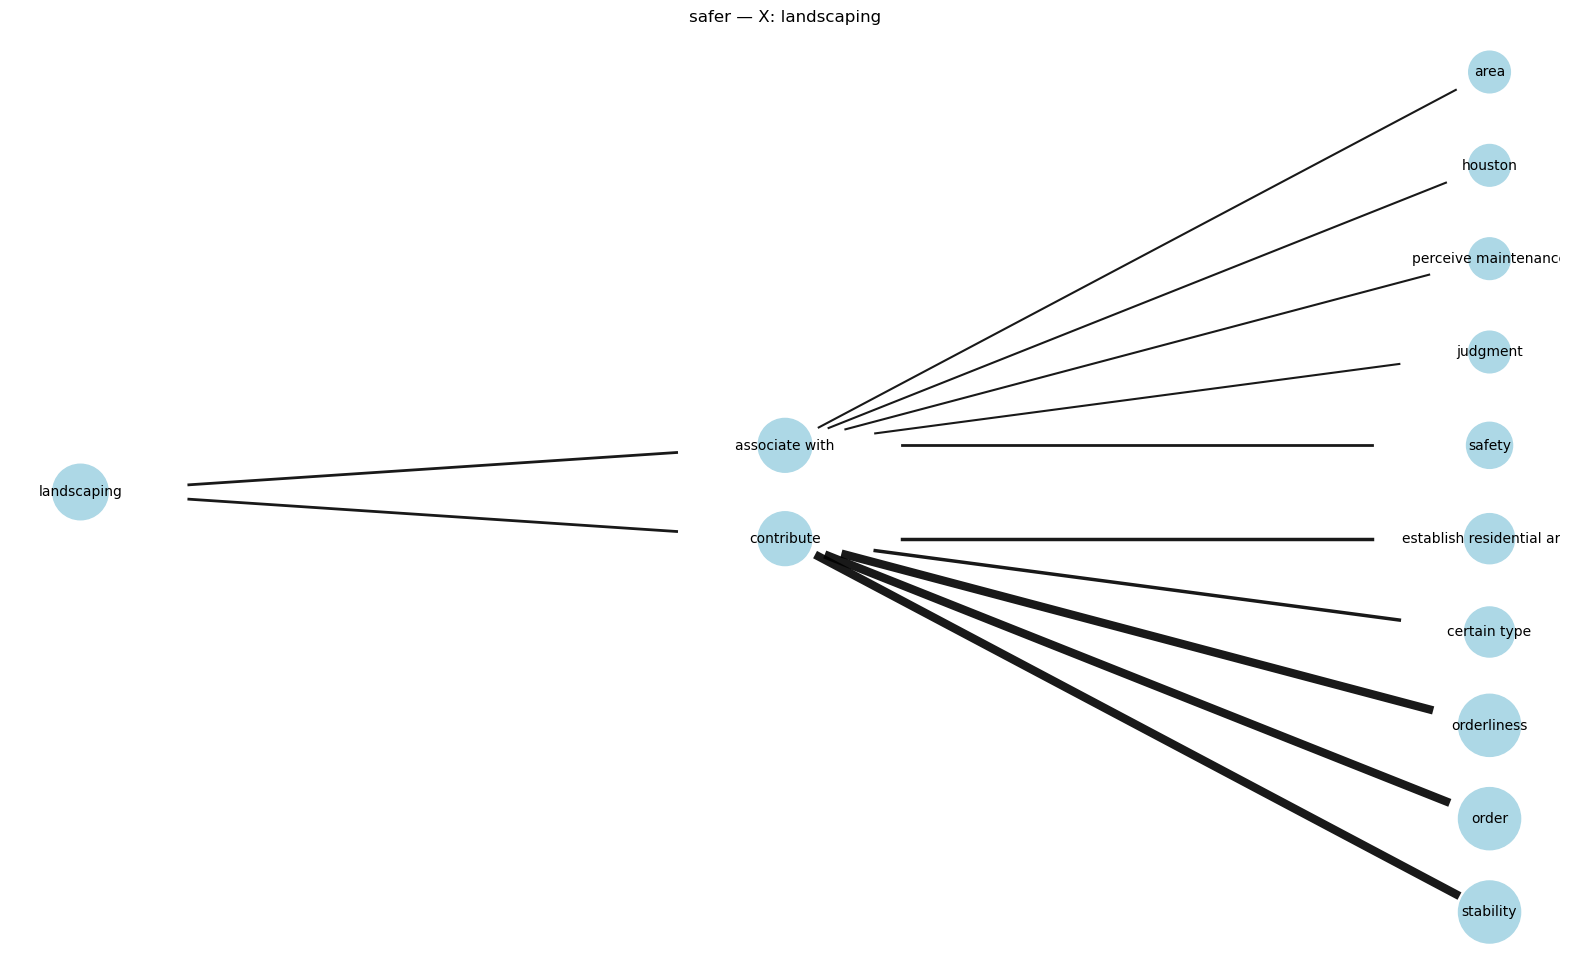 safer — X: landscaping
area
houston
perceive maintenance
judgment
associate with
safety
landscaping
contribute
establish residential ar
certain type
orderliness
order
stability